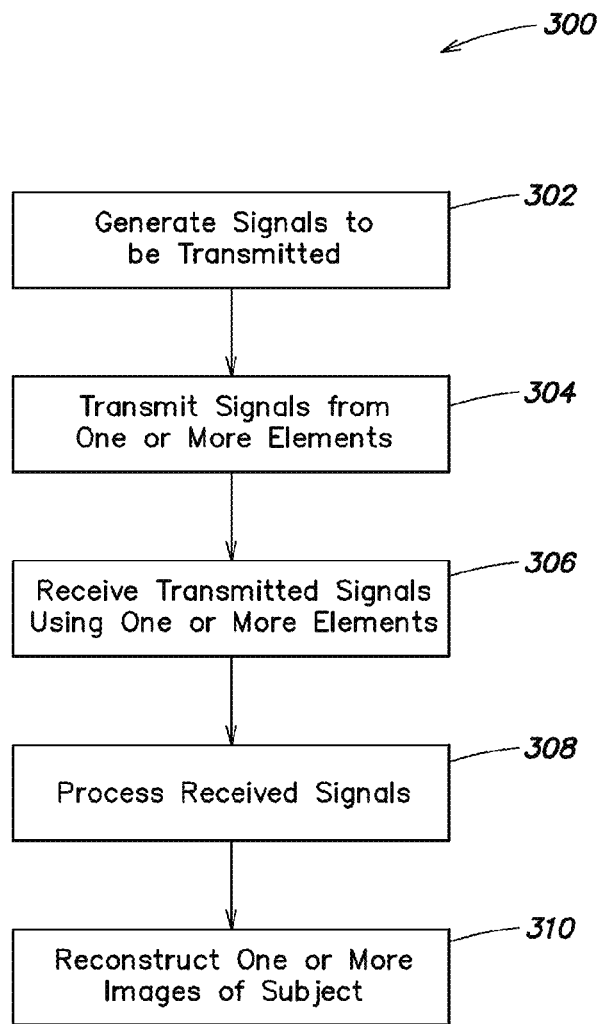 300
302
Generate Signals to
be Transmitted
304
Transmit Signals from
One or More Elements
306
Receive Transmitted Signals
Using One or More Elements
308
Process Received Signals
310
Reconstruct One or More
Images of Subject